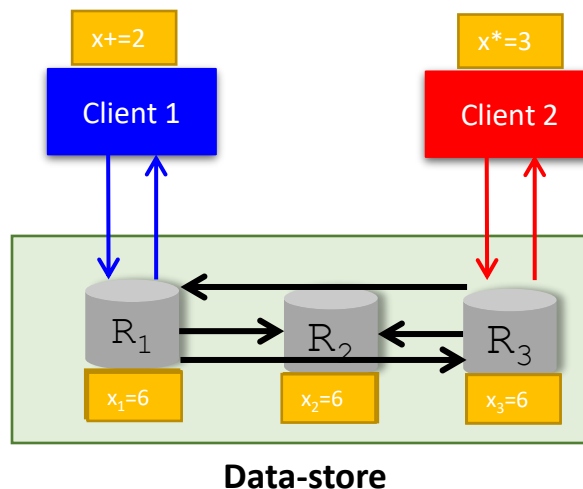 x+=2
x*=3
Client 1
Client 2
R₁
R₂
R₃
x₁=6
x₂=6
x₃=6
Data-store